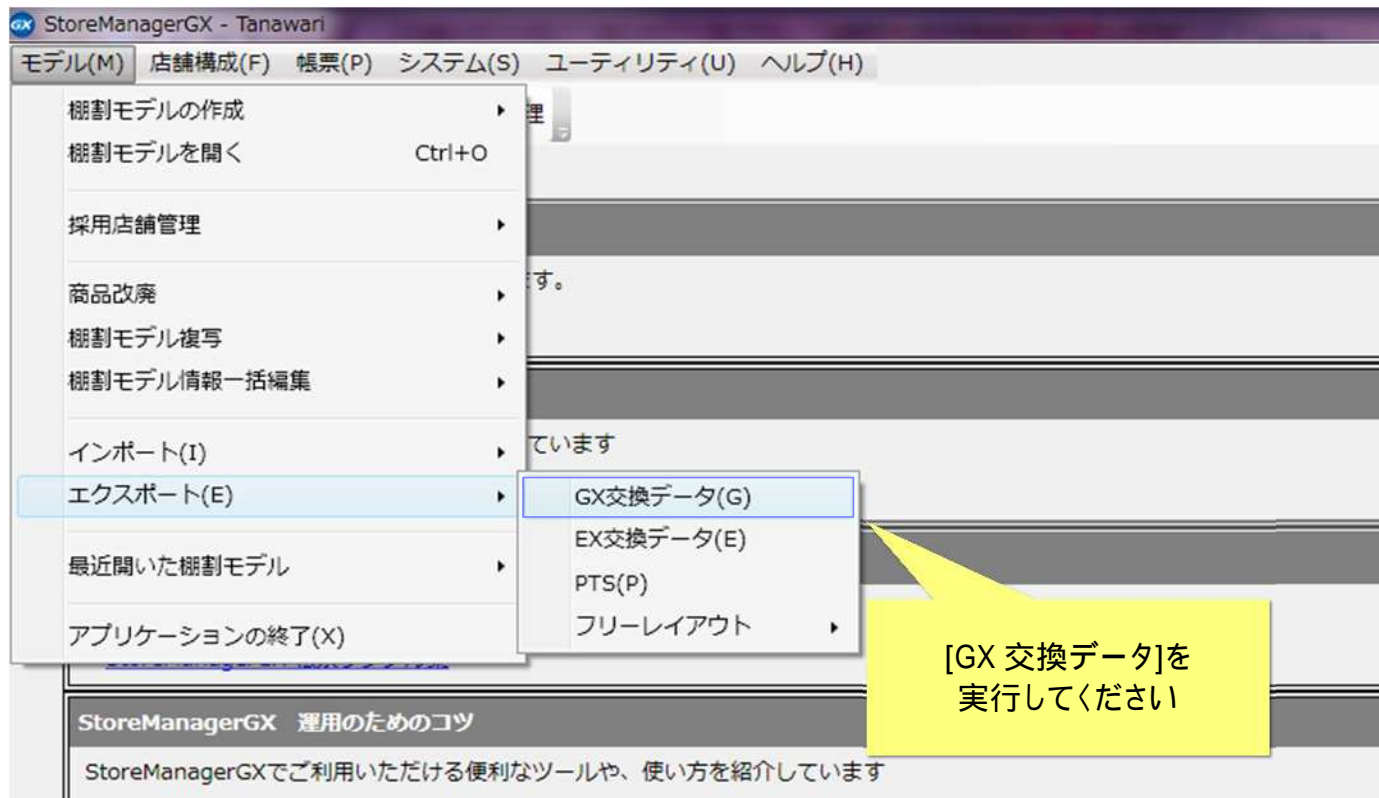 StoreManagerGX - Tanawari
モデル(M) 店舗構成(F) 帳票(P) システム(S) ユーティリティ(U) ヘルプ(H)
棚割モデルの作成
理
棚割モデルを開く Ctrl+O
採用店舗管理
す。
商品改廃
棚割モデル複写
棚割モデル情報一括編集
ています
インポート(I)
エクスポート(E)
GX交換データ(G)
EX交換データ(E)
PTS(P)
フリーレイアウト
最近開いた棚割モデル
アプリケーションの終了(X)
[GX 交換データ]を
実行してください
StoreManagerGX 運用のためのコツ
StoreManagerGXでご利用いただける便利なツールや、使い方を紹介しています